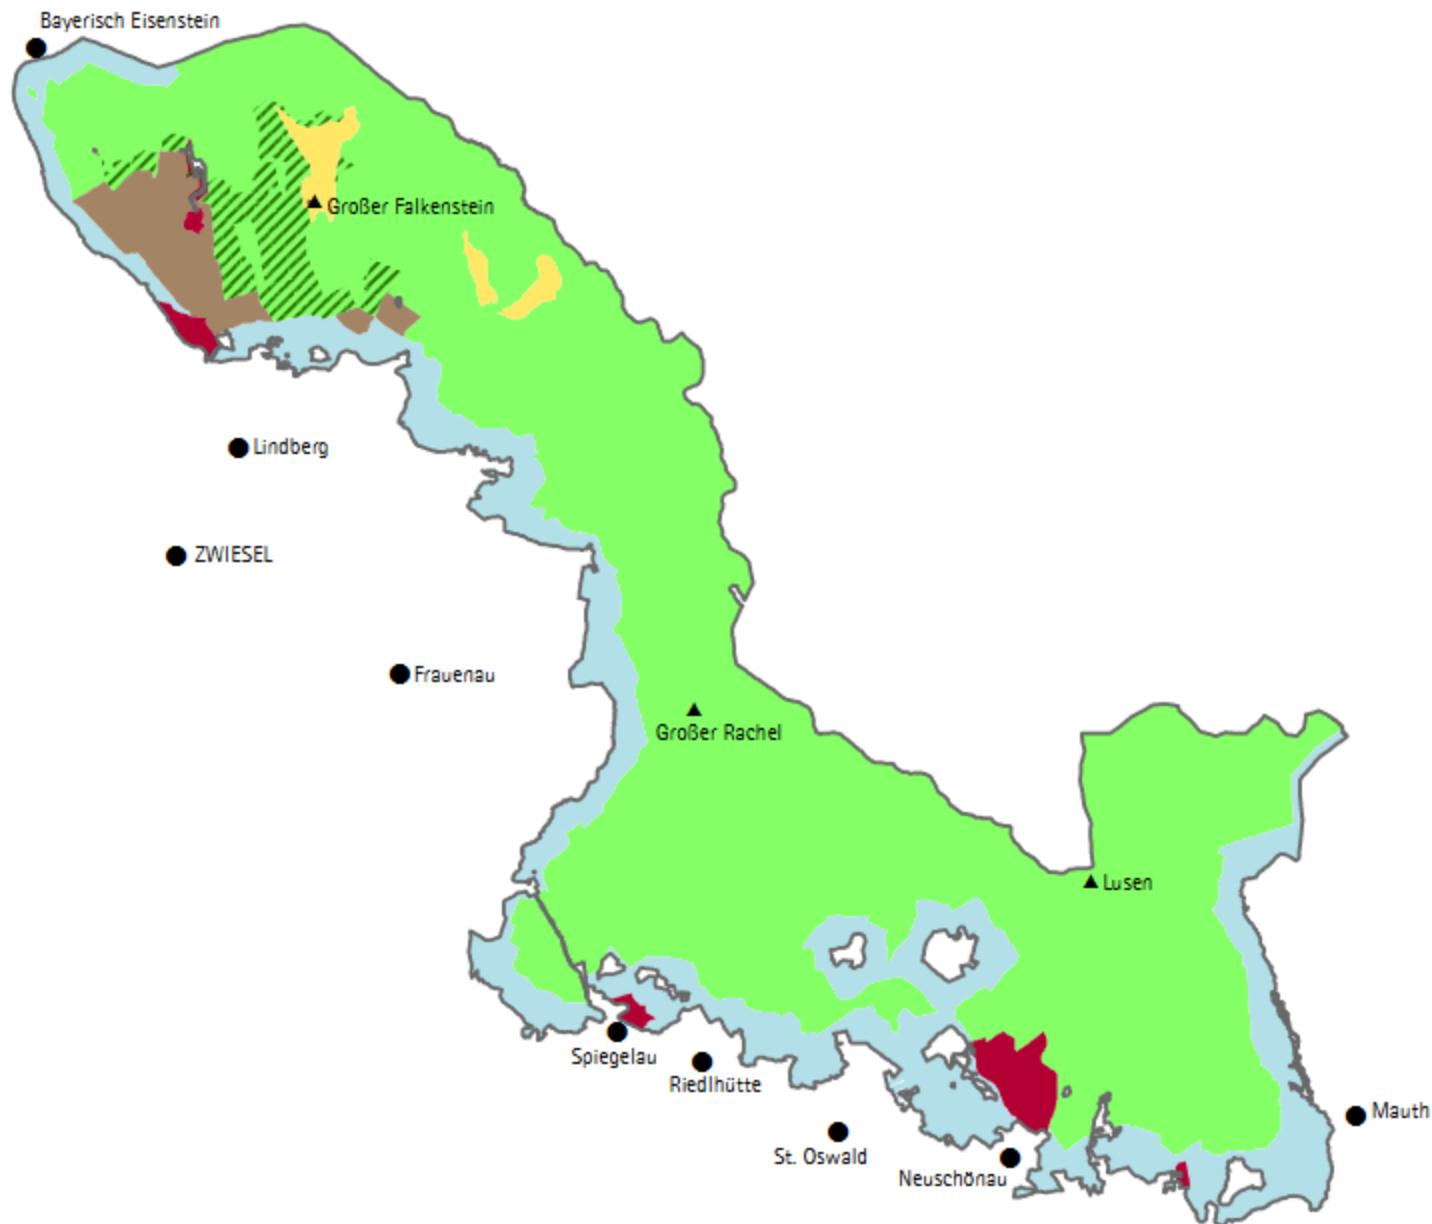 Bayerisch Eisenstein
Großer Falkenstein
Lindberg
ZWIESEL
Frauenau
Großer Rachel
Lusen
Spiegelau
Riedlhütte
Mauth
St. Oswald
Neuschönau